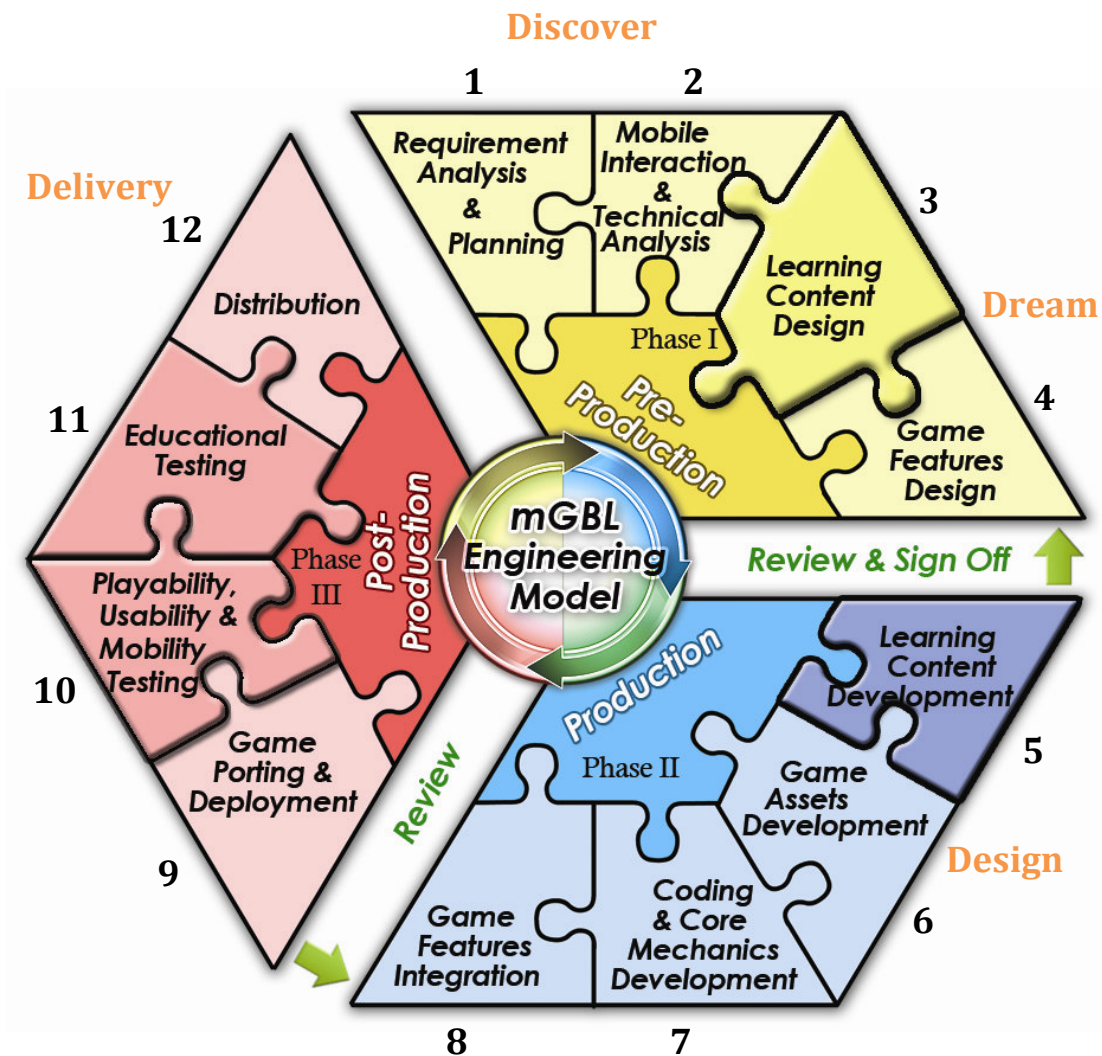 Discover
1
2
Requirement
Analysis
&
Planning
Mobile
Interaction
&
Technical
Analysis
3
Learning
Content
Design
Dream
4
Game
Features
Design
Phase I
Pre-
Production
Delivery
12
Distribution
11
Educational
Testing
Phase
III
Post-
Production
mGBL
Engineering
Model
Review & Sign Off
Playability,
Usability &
Mobility
Testing
10
Game
Porting &
Deployment
9
Review
Production
Phase II
Learning
Content
Development
5
Game
Assets
Development
Design
6
Coding
& Core
Mechanics
Development
7
Game
Features
Integration
8